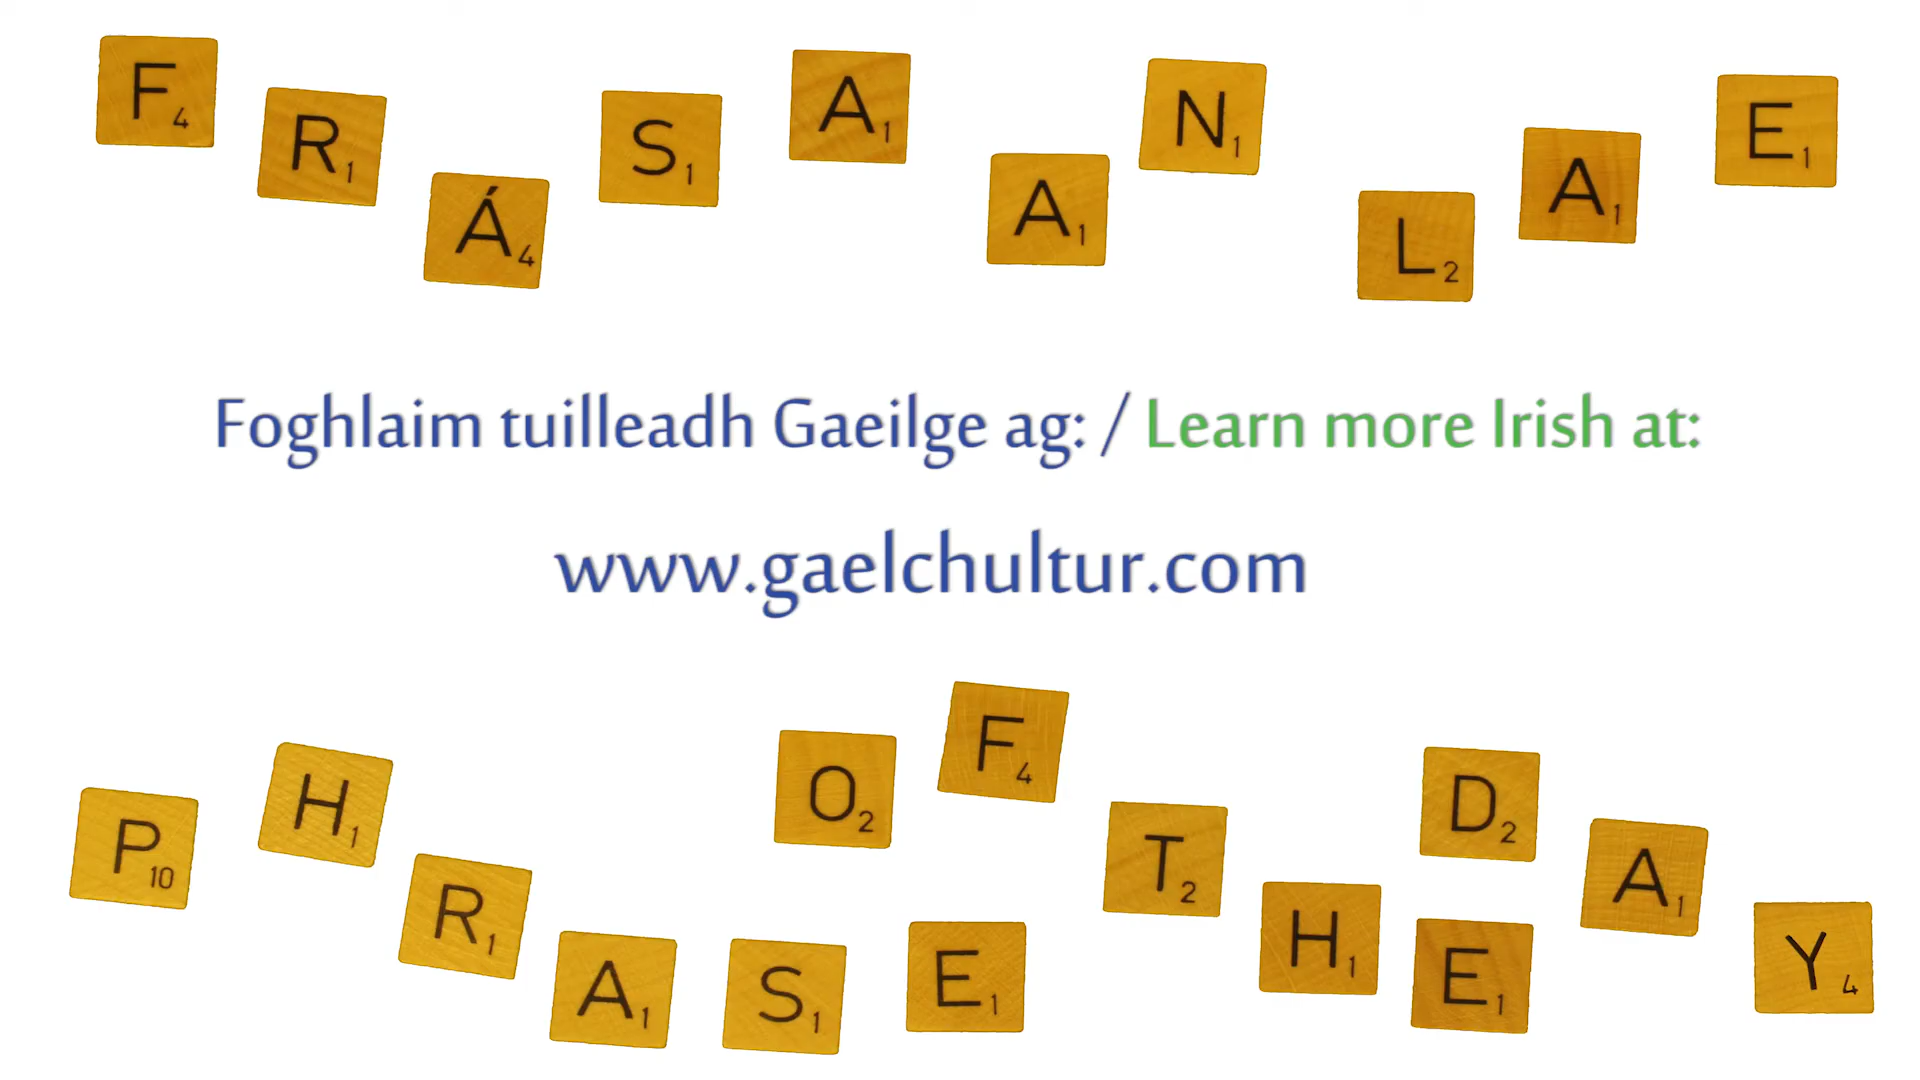 FRÁSA AN LAE
Foghlaim tuilleadh Gaeilge ag: / Learn more Irish at:
www.gaelchultur.com
PHRASE OF THE DAY